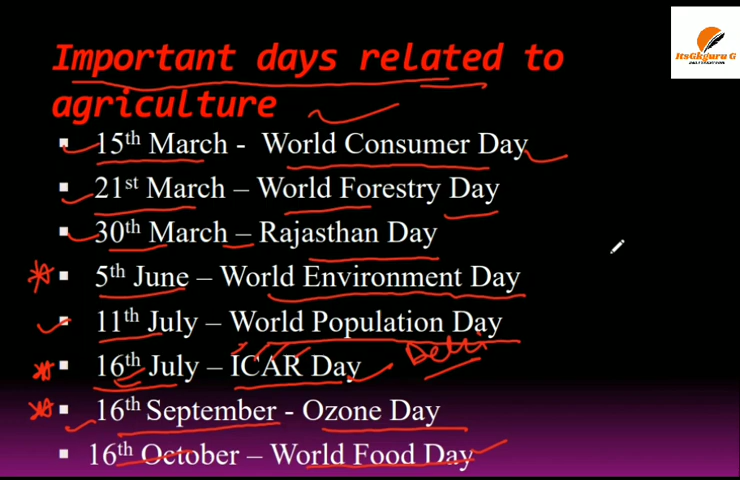 Important days related to
agriculture
ItsGkguru G
▪ 15th March - World Consumer Day
▪ 21st March – World Forestry Day
▪ 30th March – Rajasthan Day
▪ 5th June – World Environment Day
▪ 11th July – World Population Day
Delhi
▪ 16th July – ICAR Day
▪ 16th September - Ozone Day
▪ 16th October – World Food Day